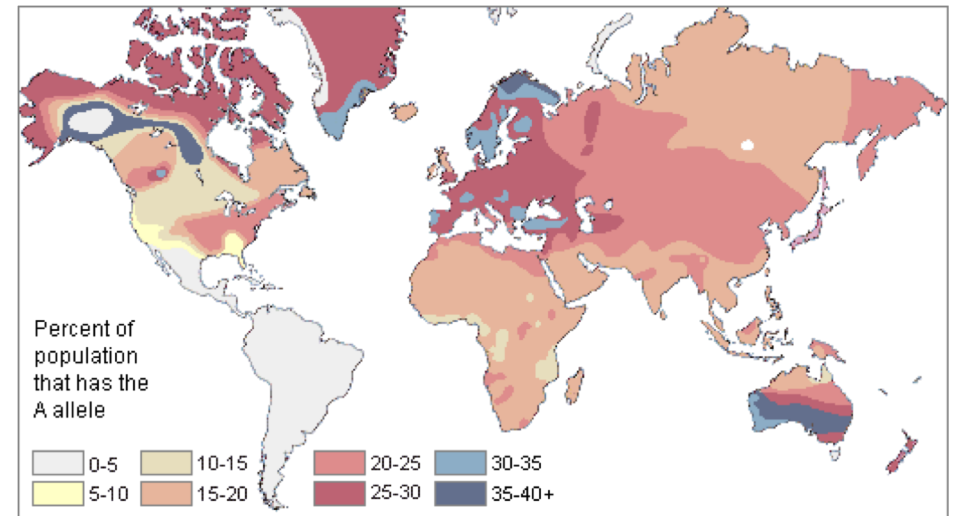 Percent of
population
that has the
A allele
0-5
10-15
20-25
30-35
5-10
15-20
25-30
35-40+